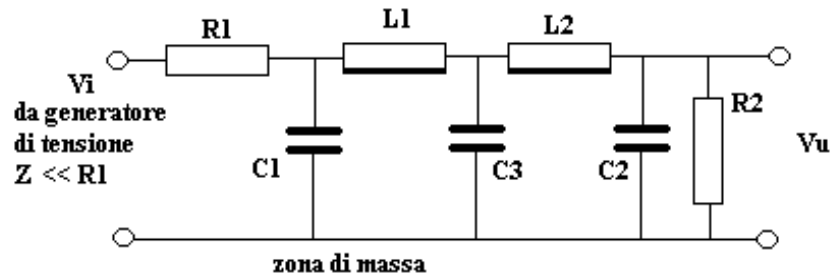 R1
L1
L2
Vi
da generatore
di tensione
Z << R1
C1
C3
C2
R2
Vu
zona di massa